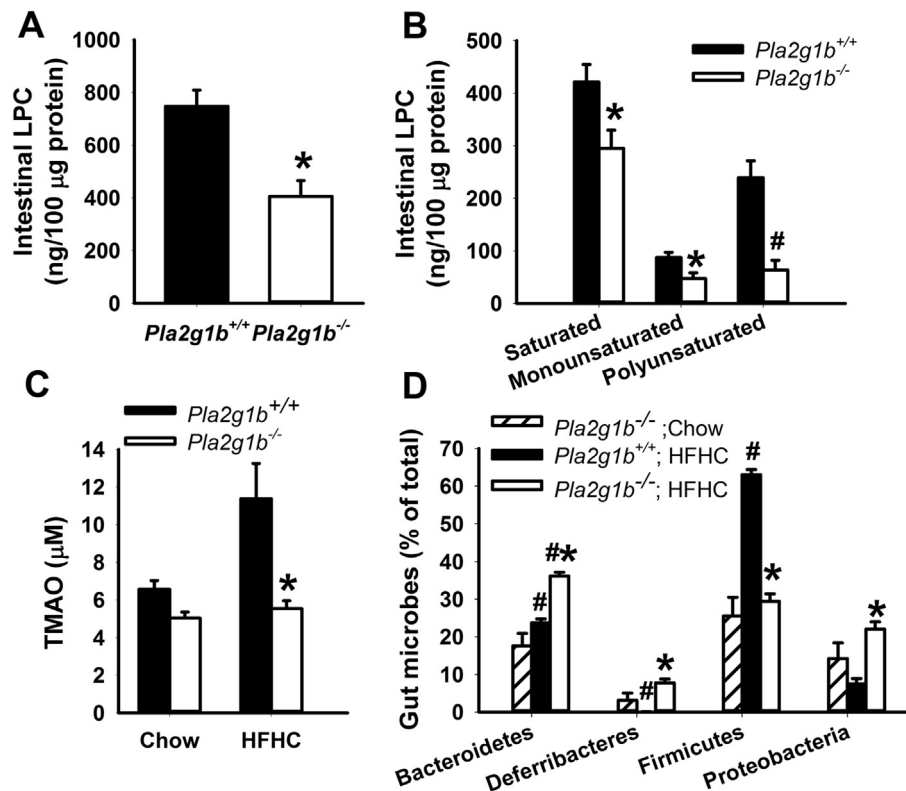 A
Intestinal LPC
(ng/100 µg protein)
1000
800
600
400
200
0
*
Pla2g1b+/+ Pla2g1b-/-
B
Intestinal LPC
(ng/100 µg protein)
500
400
300
200
100
0
Pla2g1b+/+
Pla2g1b-/-
*
*
#
Saturated
Monounsaturated
Polyunsaturated
C
Pla2g1b+/+
Pla2g1b-/-
TMAO (µM)
14
12
10
8
6
4
2
0
*
Chow
HFHC
D
Pla2g1b-/- ;Chow
Pla2g1b+/+; HFHC
Pla2g1b-/-; HFHC
Gut microbes (% of total)
70
60
50
40
30
20
10
0
#
#*
#
*
#
*
*
Bacteroidetes
Deferribacteres
Firmicutes
Proteobacteria